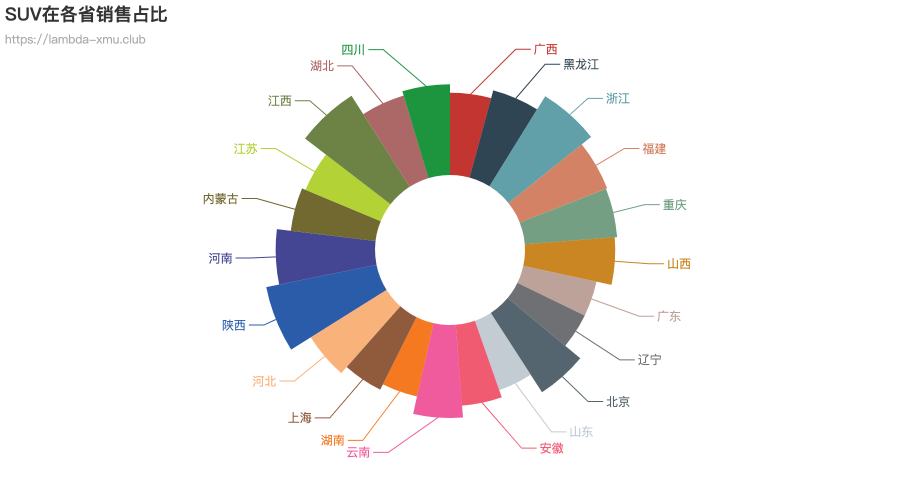 SUV在各省销售占比
https://lambda-xmu.club
广西
黑龙江
浙江
福建
重庆
山西
广东
辽宁
北京
山东
安徽
云南
湖南
上海
河北
陕西
河南
内蒙古
江苏
江西
湖北
四川